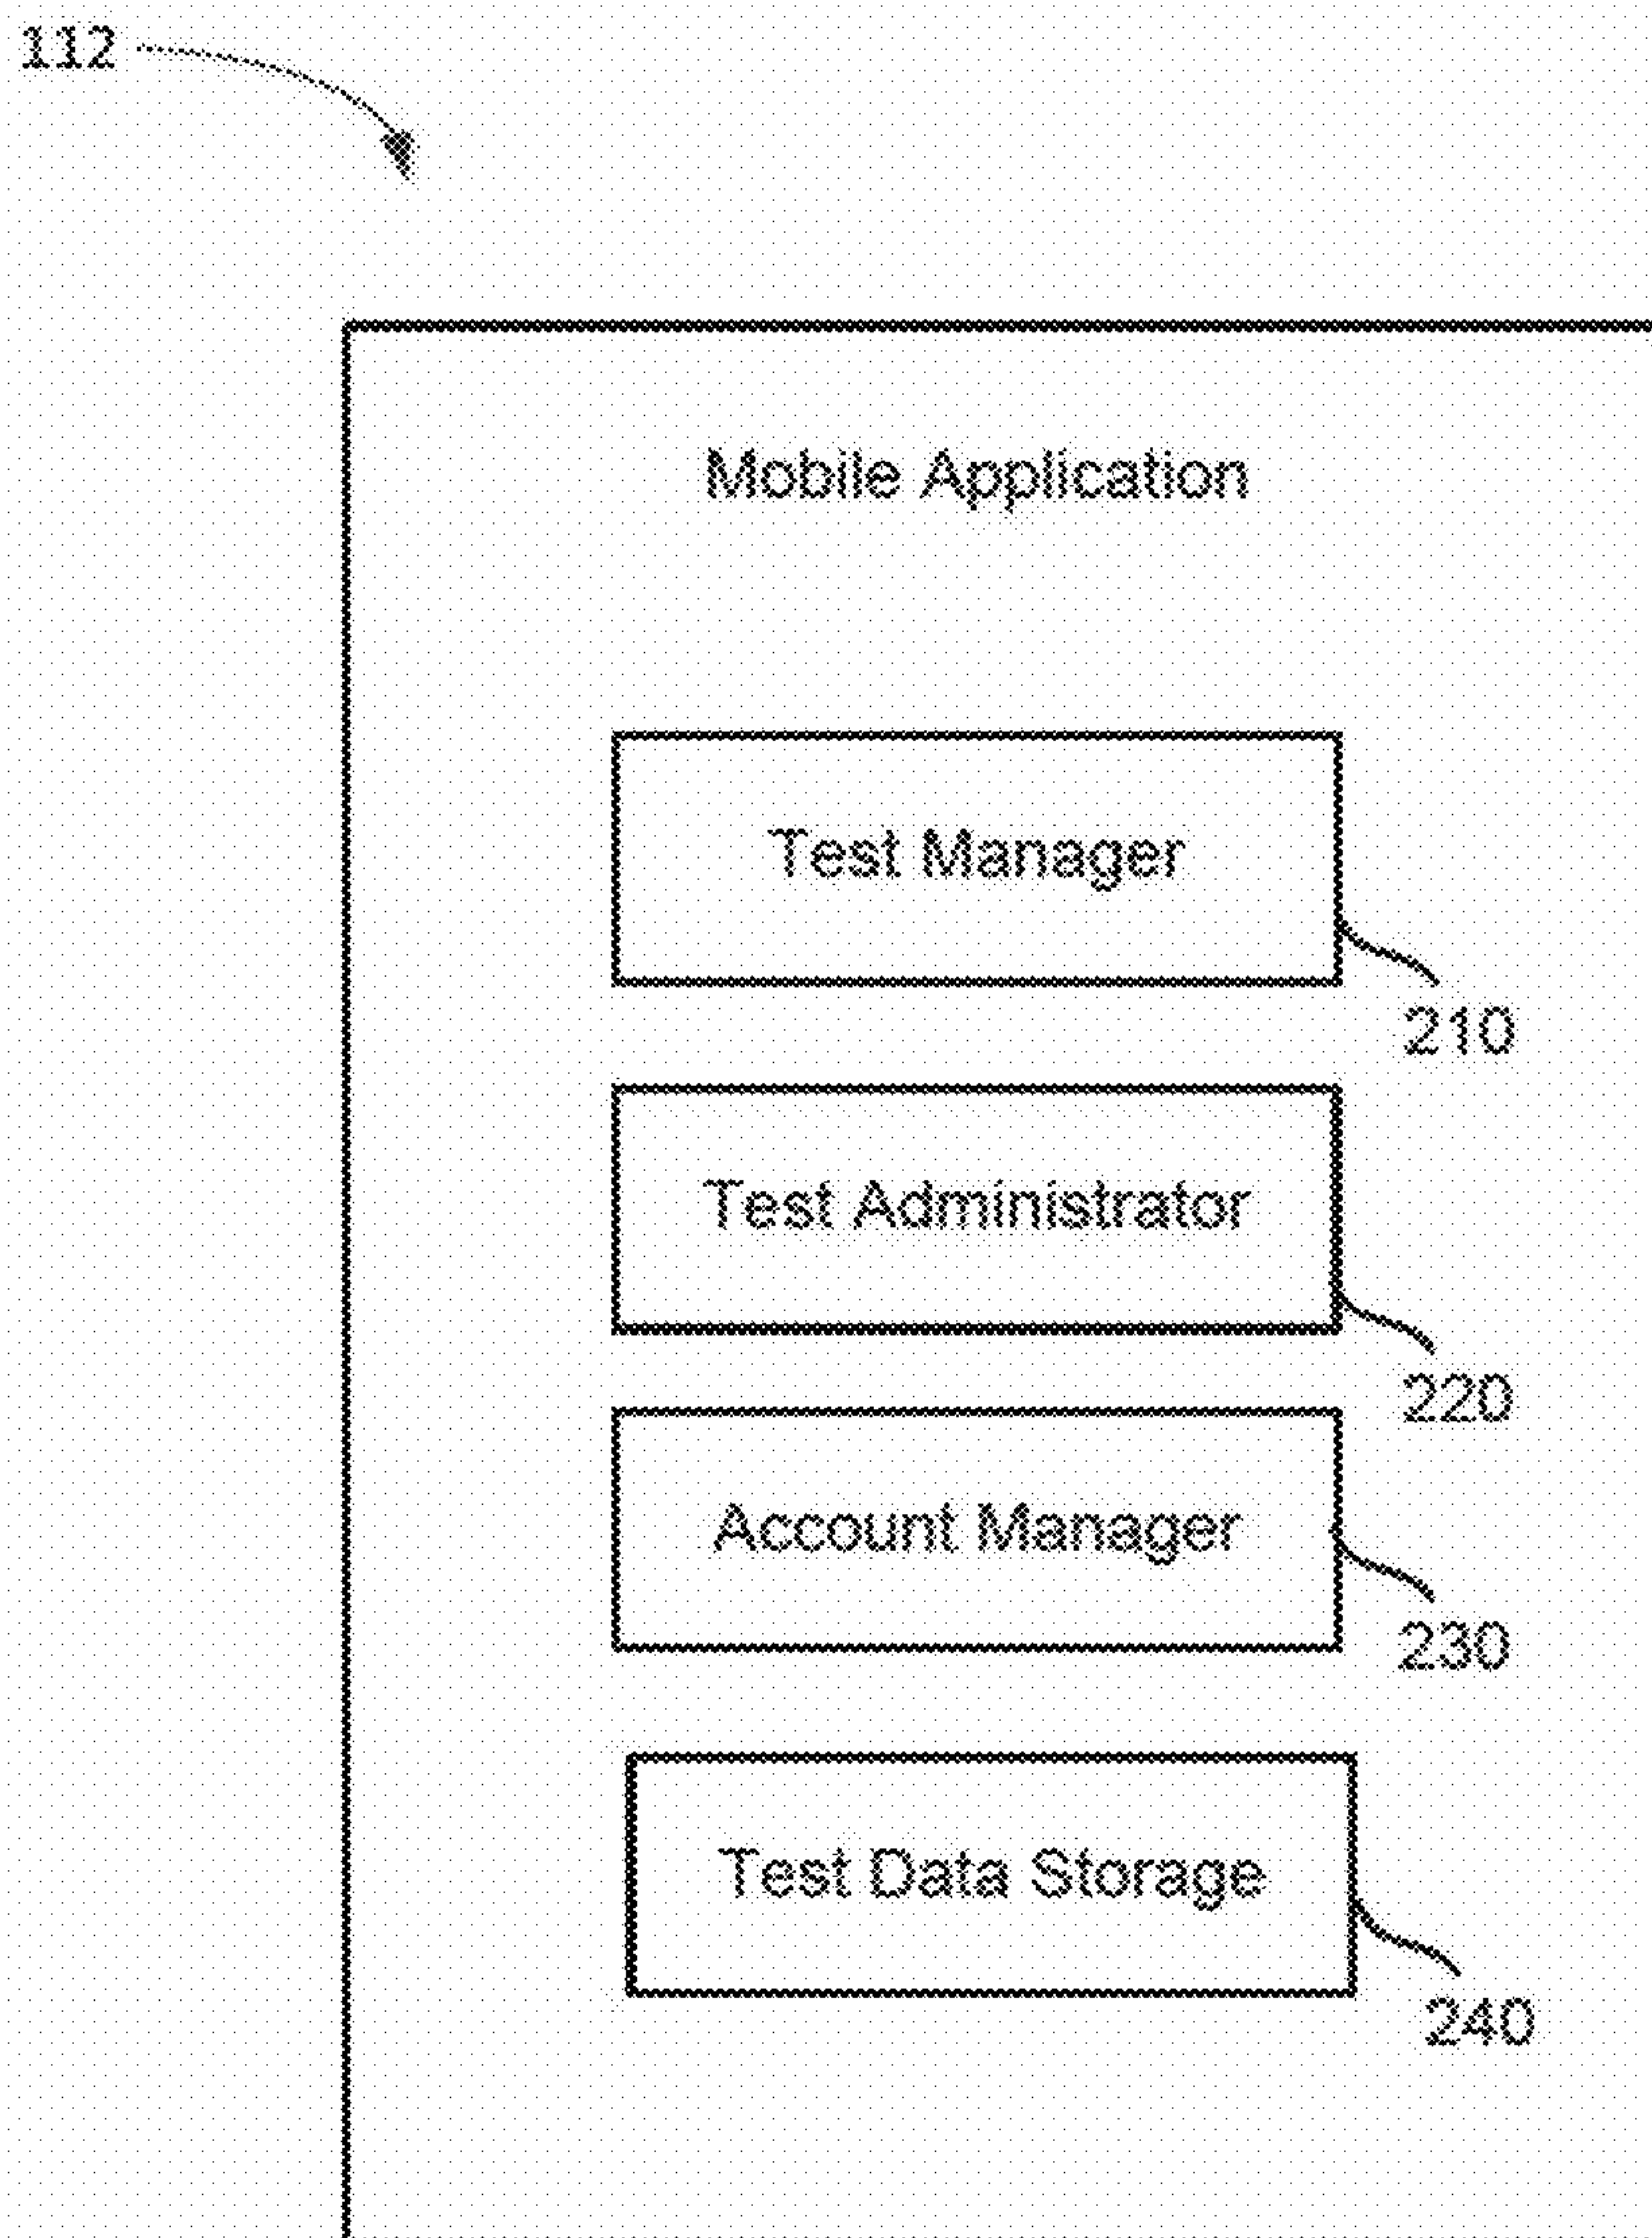 112
Mobile Application
Test Manager
210
Test Administrator
220
Account Manager
230
Test Data Storage
240